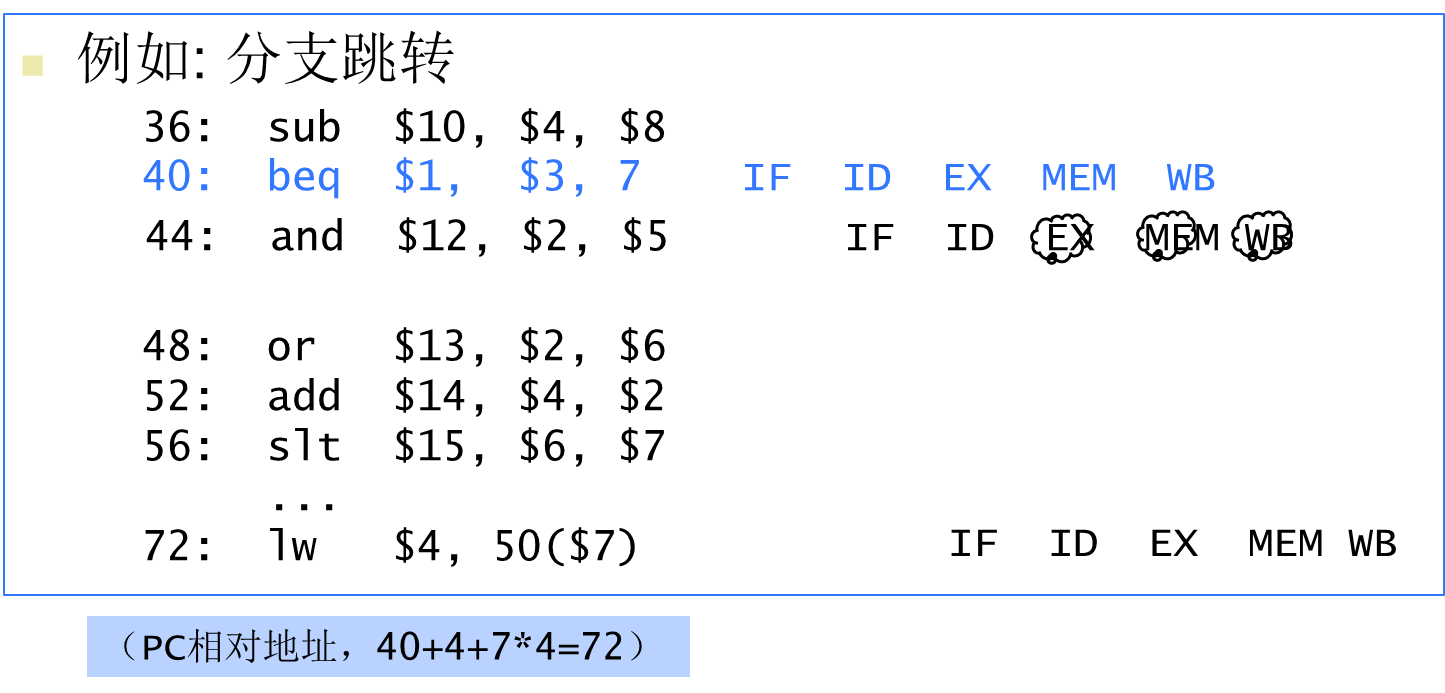 例如: 分支跳转
36: sub $10, $4, $8
40: beq $1, $3, 7 IF ID EX MEM WB
44: and $12, $2, $5 IF ID EX MEM WB
48: or $13, $2, $6
52: add $14, $4, $2
56: slt $15, $6, $7
...
72: lw $4, 50($7) IF ID EX MEM WB
（PC相对地址，40+4+7*4=72）